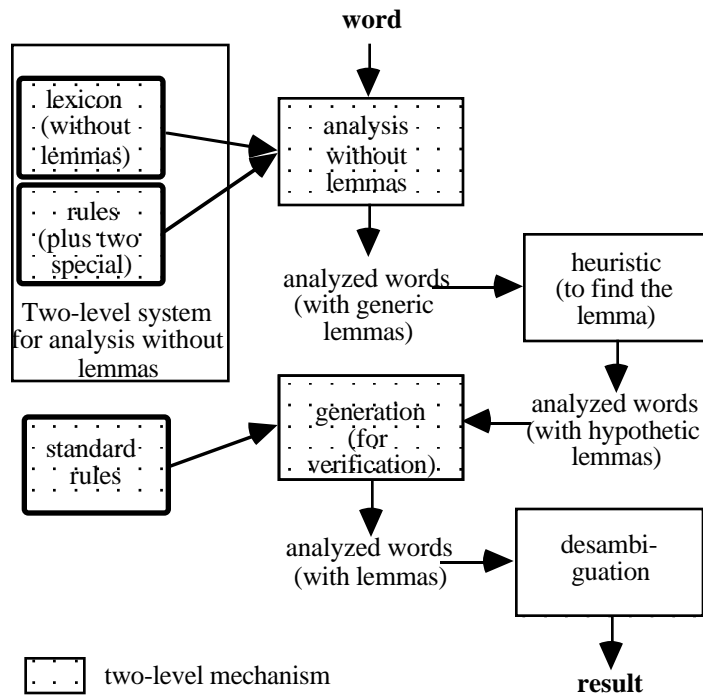 word
lexicon
(without
lemmas)
analysis
without
lemmas
rules
(plus two
special)
Two-level system
for analysis without
lemmas
analyzed words
(with generic
lemmas)
heuristic
(to find the
lemma)
analyzed words
(with hypothetic
lemmas)
generation
(for
verification)
standard
rules
analyzed words
(with lemmas)
desambi-
guation
two-level mechanism
result